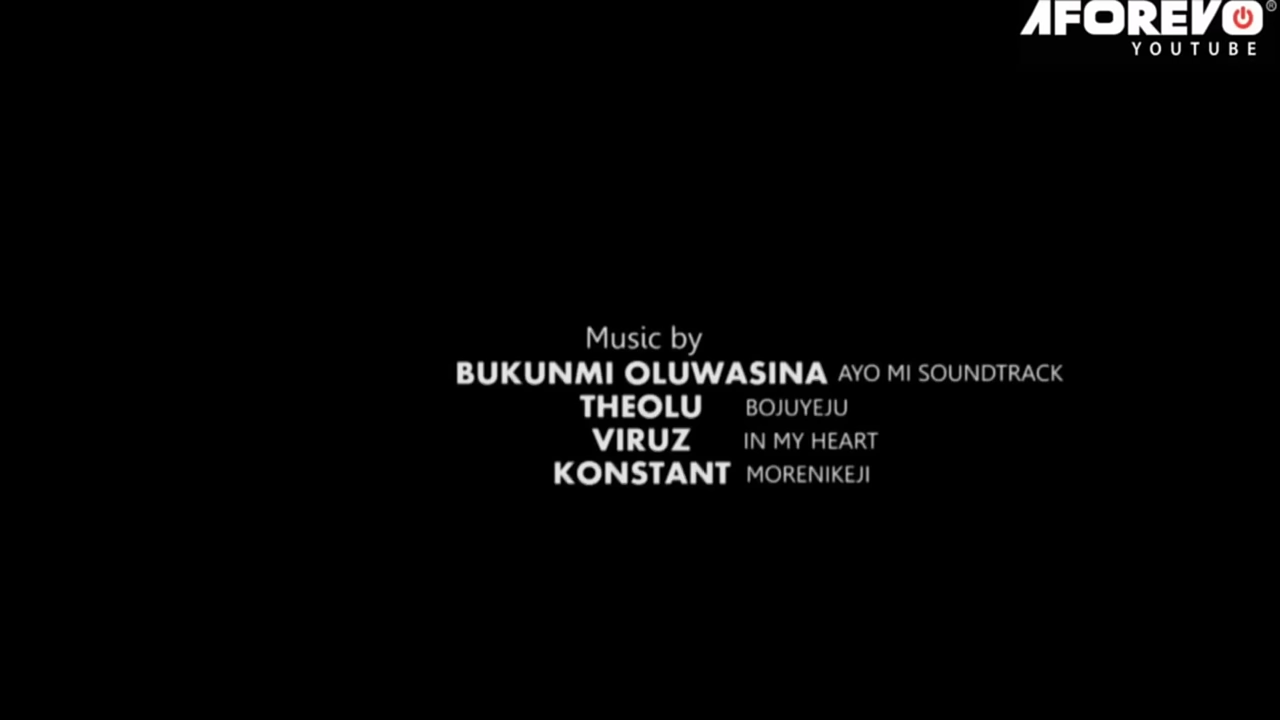 AFOREVO®
YOUTUBE
Music by
BUKUNMI OLUWASINA AYO MI SOUNDTRACK
THEOLU BOJUYEJU
VIRUZ IN MY HEART
KONSTANT MORENIKEJI